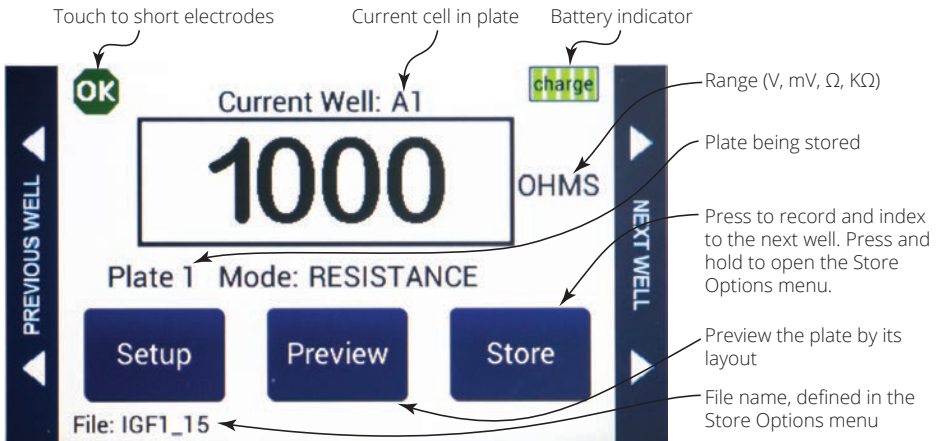 Touch to short electrodes
Current cell in plate
Battery indicator
OK
charge
Current Well: A1
Range (V, mV, Ω, KΩ)
1000
OHMS
Plate being stored
PREVIOUS WELL
NEXT WELL
Press to record and index
to the next well. Press and
hold to open the Store
Options menu.
Plate 1 Mode: RESISTANCE
Setup
Preview
Store
Preview the plate by its
layout
File: IGF1_15
File name, defined in the
Store Options menu